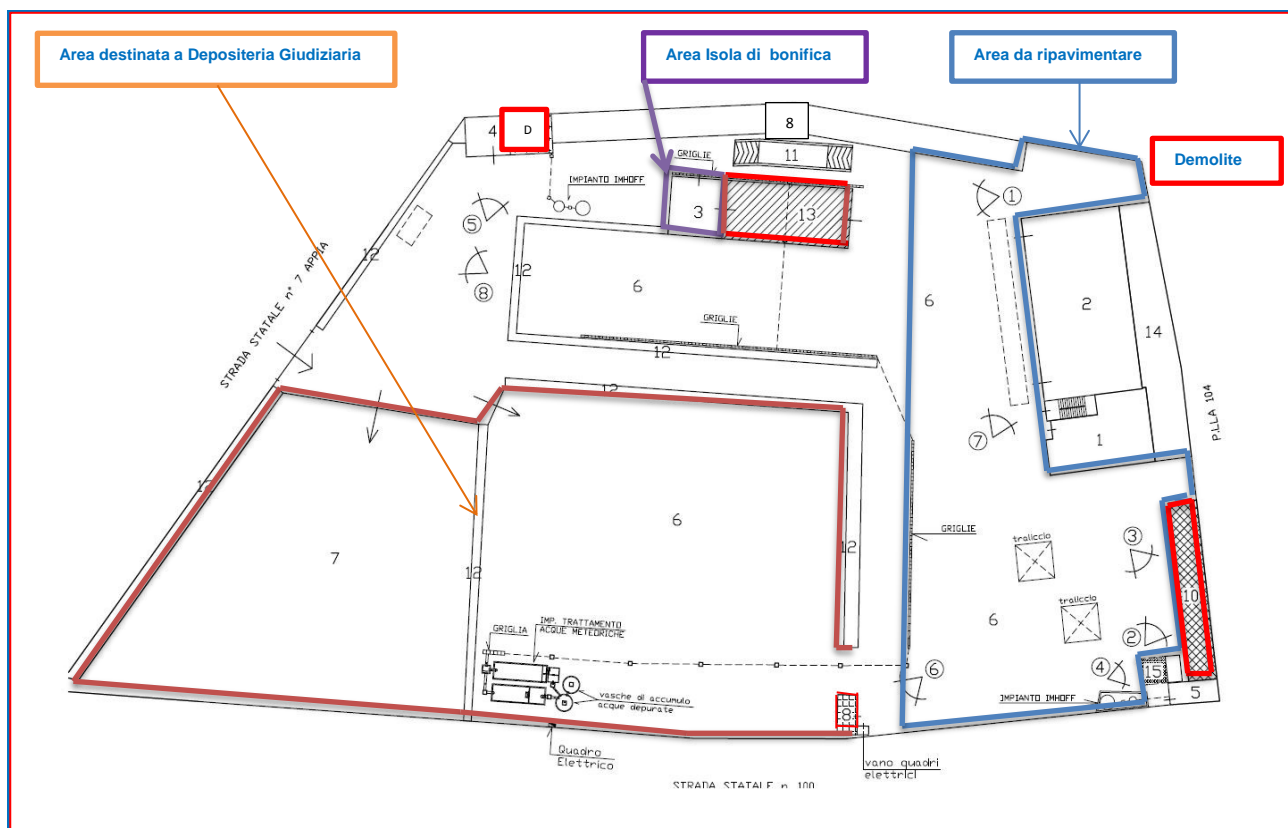 Area destinata a Depositeria Giudiziaria
Area Isola di bonifica
Area da ripavimentare
Demolite
4
D
8
11
GRIGLIE
IMPIANTO IMHOFF
3
13
①
⑤
12
12
⑧
6
6
2
14
STRADA STATALE n° 7 APPIA
GRIGLIE
12
12
⑦
1
P.LLA 104
12
6
7
12
12
GRIGLIE
traliccio
③
10
traliccio
6
②
IMP. TRATTAMENTO
ACQUE METEORICHE
GRIGLIA
④
15
⑥
5
IMPIANTO IMHOFF
vasche di accumulo
acque depurate
8
Quadro
Elettrico
vano quadri
elettrici
STRADA STATALE n. 100